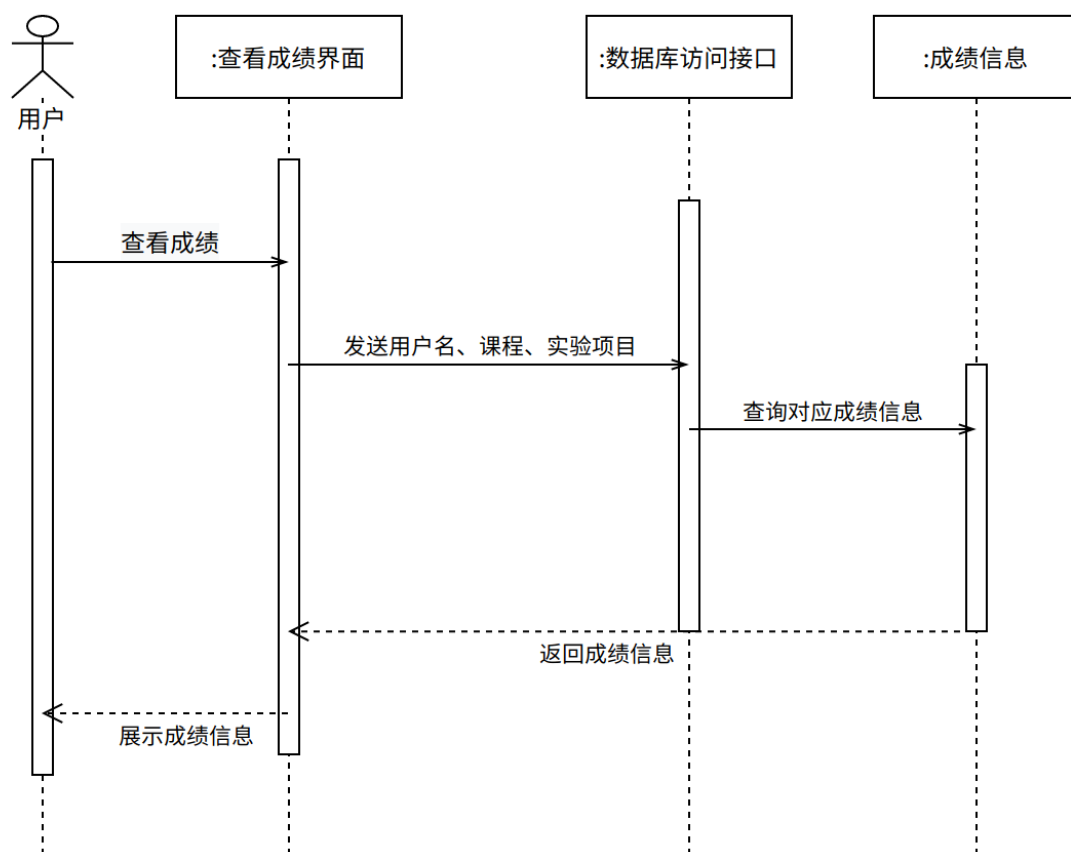 :查看成绩界面
:数据库访问接口
:成绩信息
用户
查看成绩
发送用户名、课程、实验项目
查询对应成绩信息
返回成绩信息
展示成绩信息